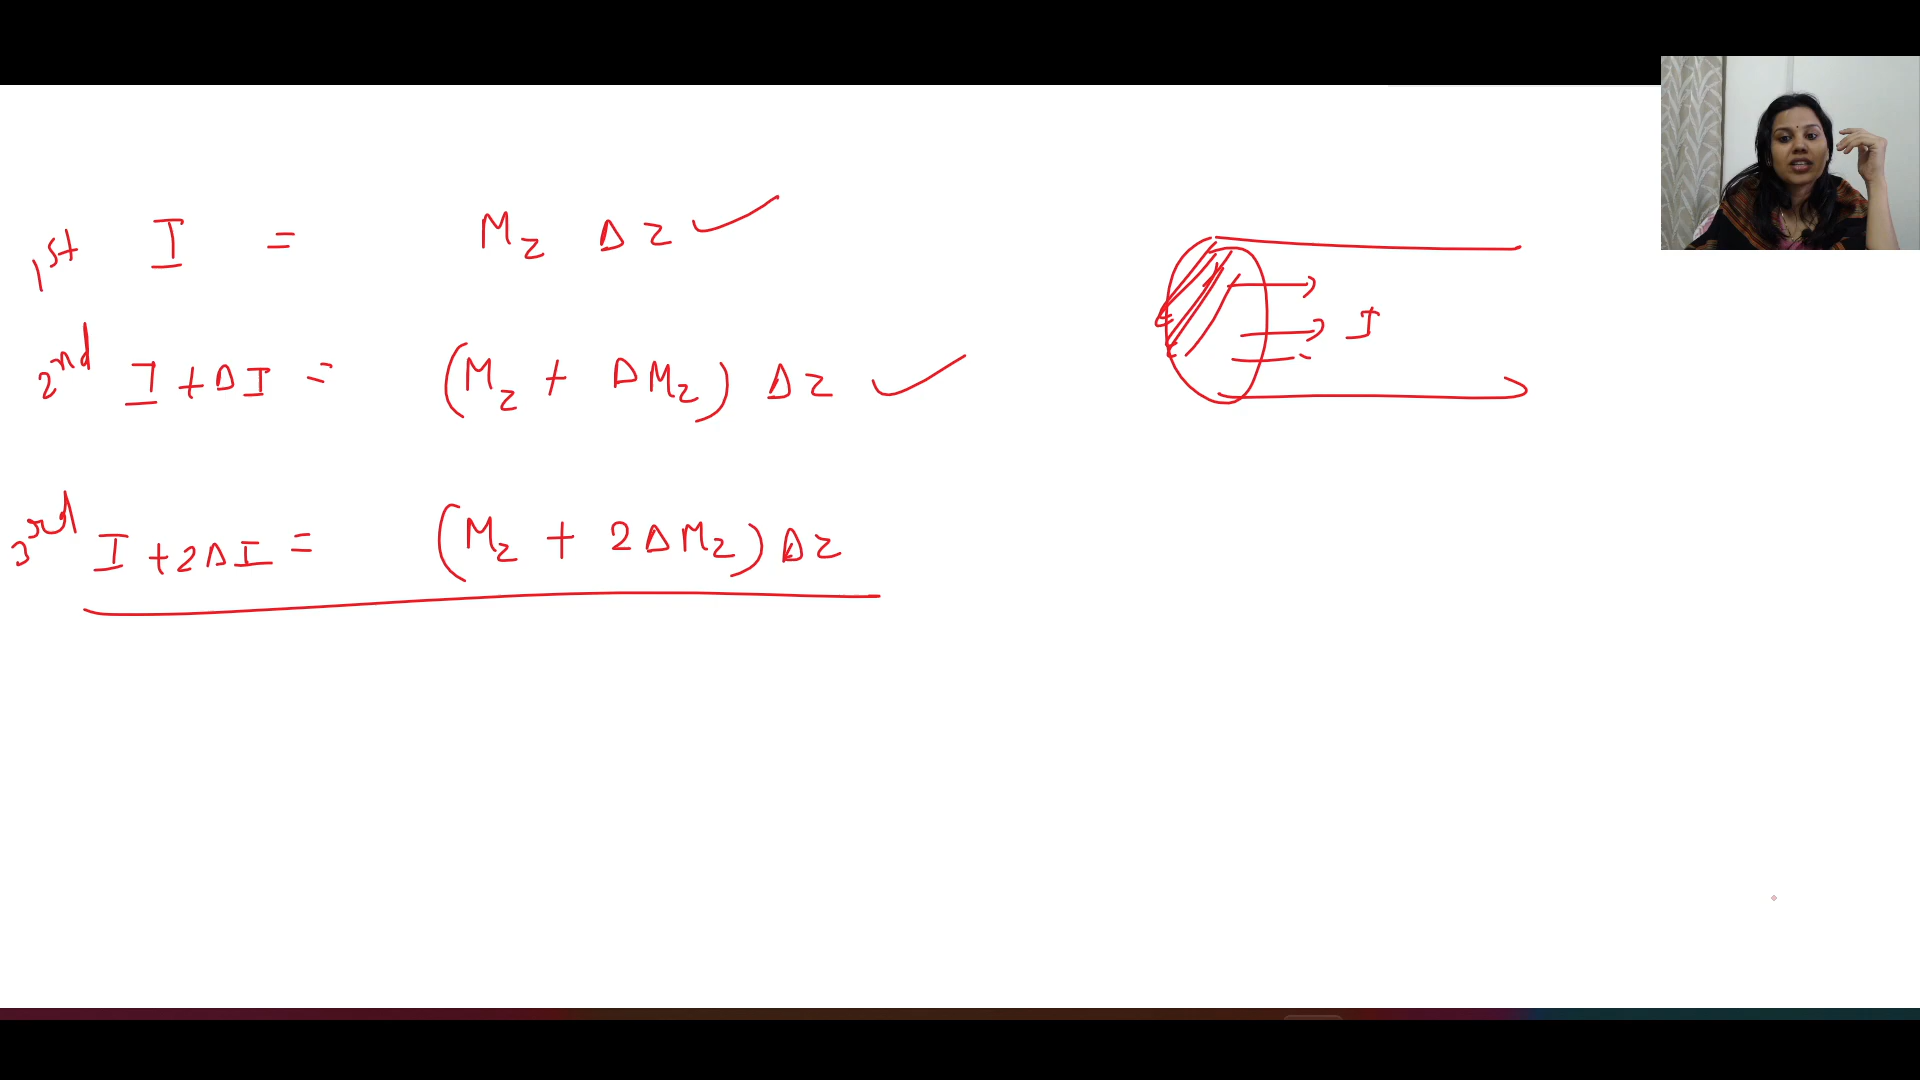 1st I = Mz Δz ✓
2nd I + ΔI = (Mz + ΔMz) Δz ✓
I
3rd I + 2ΔI = (Mz + 2ΔMz) Δz